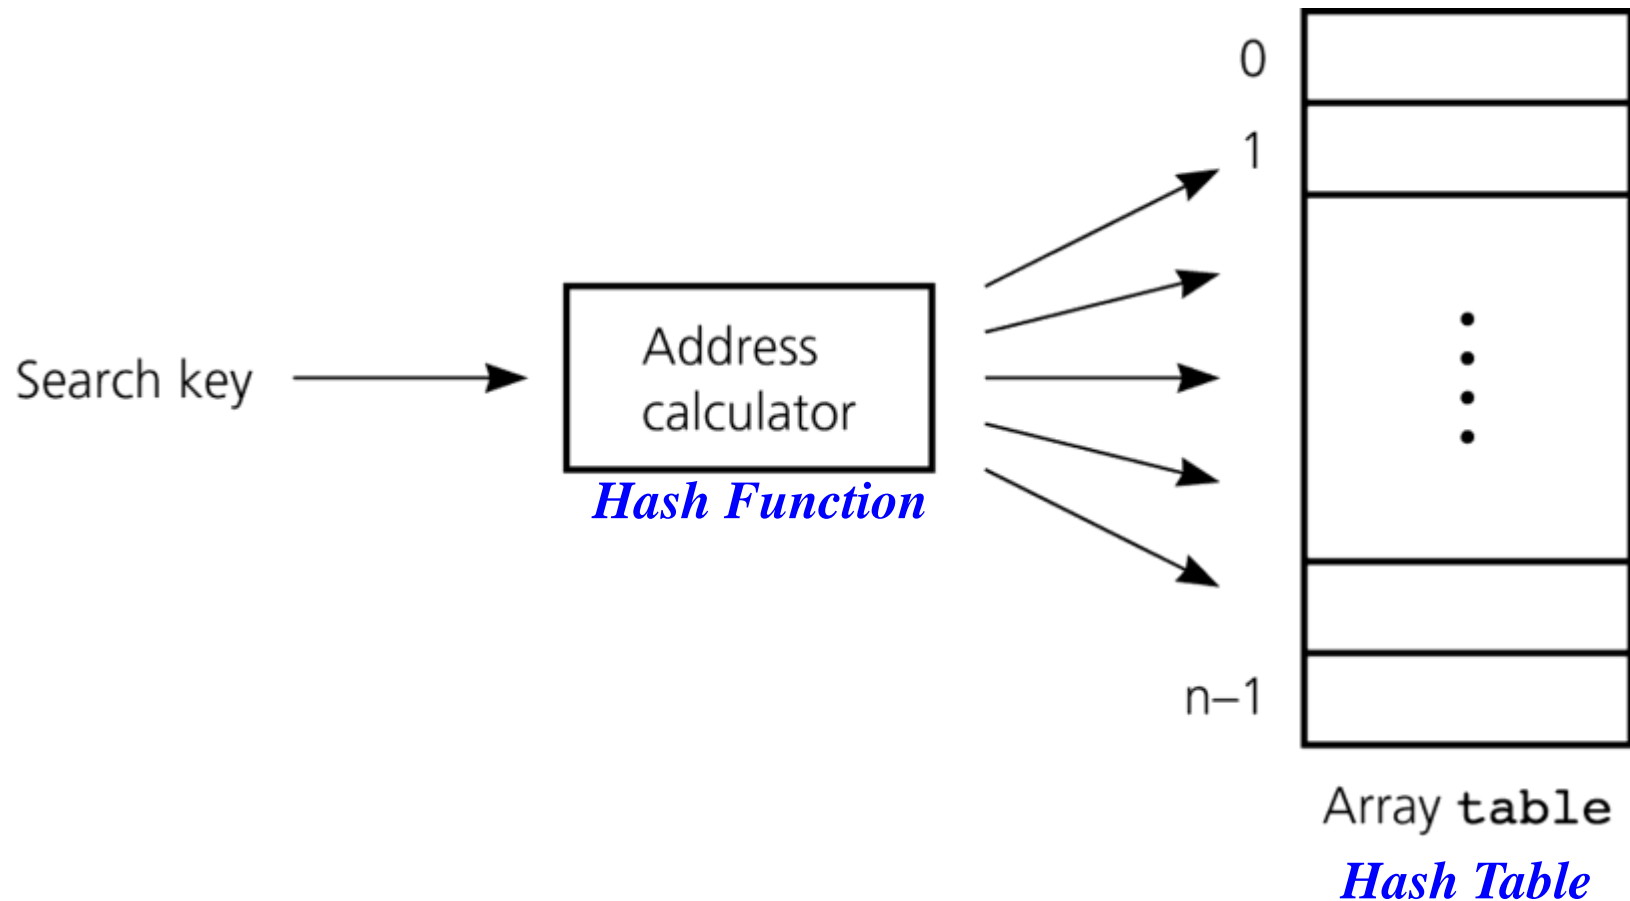 0
1
Search key
Address
calculator
Hash Function
n–1
Array table
Hash Table